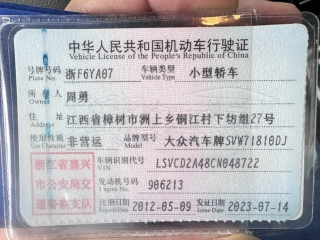 中华人民共和国机动车行驶证
Vehicle License of the People's Republic of China
号牌号码 浙F6YA07 车辆类型 小型轿车
Plate No. Vehicle Type
所有人 周勇
Owner
住址 江西省樟树市洲上乡铜江村下坊组27号
Address
使用性质 非营运 品牌型号 大众汽车牌SVW71810DJ
Use Character Model
浙江省嘉兴市公安局交通警察支队
车辆识别代号 LSVCD2A48CN048722
VIN
发动机号码 906213
Engine No.
注册日期 2012-05-09 发证日期 2023-07-14
Register Date Issue Date